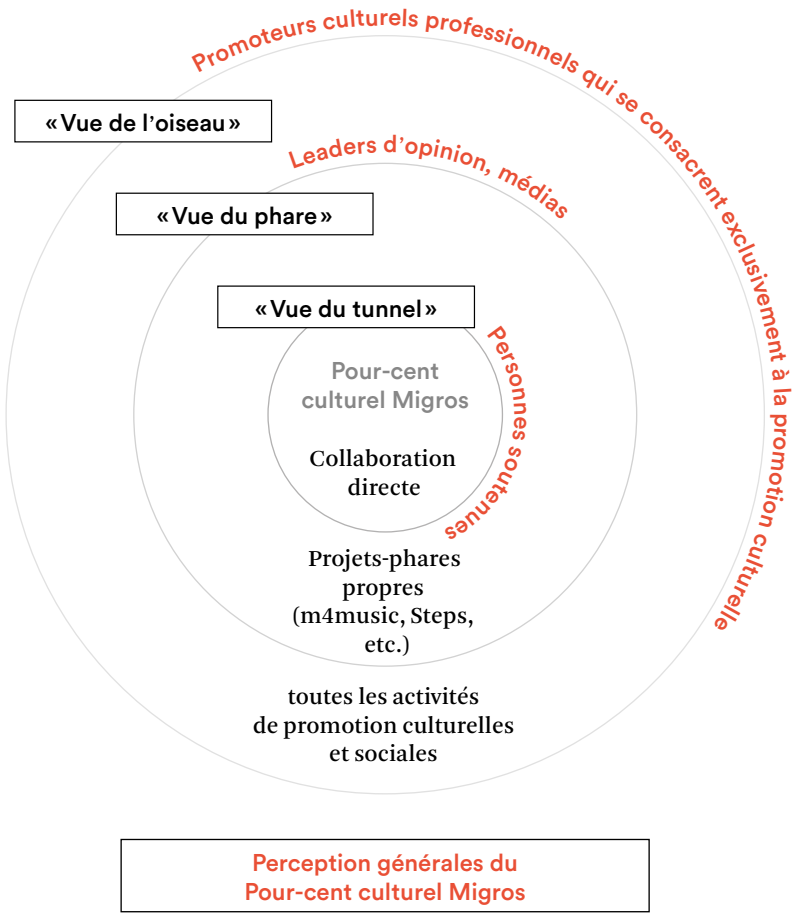 Promoteurs culturels professionnels qui se consacrent exclusivement à la promotion culturelle
«Vue de l’oiseau»
Leaders d’opinion, médias
«Vue du phare»
«Vue du tunnel»
Personnes soutenues
Pour-cent
culturel Migros
Collaboration
directe
Projets-phares
propres
(m4music, Steps,
etc.)
toutes les activités
de promotion culturelles
et sociales
Perception générales du
Pour-cent culturel Migros